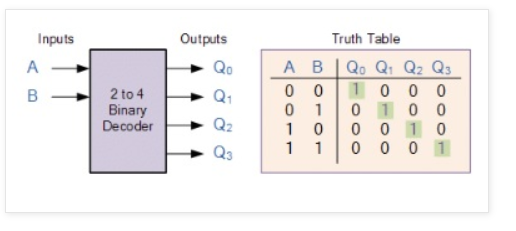 Inputs Outputs Truth Table
A Q0 A B Q0 Q1 Q2 Q3
B 2 to 4 Binary Decoder Q1 0 0 1 0 0 0
Q2 0 1 0 1 0 0
Q3 1 0 0 0 1 0
1 1 0 0 0 1